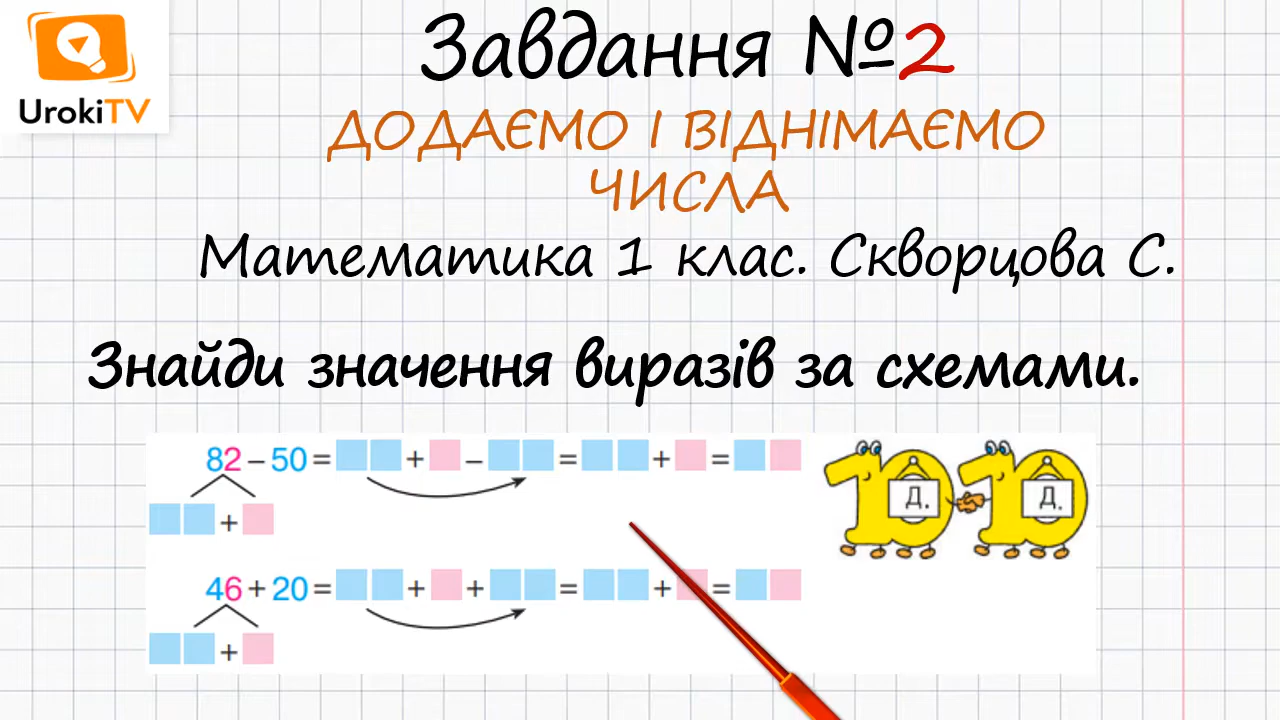 UrokiTV
Завдання №2
ДОДАЄМО І ВІДНІМАЄМО
ЧИСЛА
Математика 1 клас. Скворцова С.
Знайди значення виразів за схемами.
82 – 50 = + – = + =
+
Д. Д.
46 + 20 = + + = + =
+